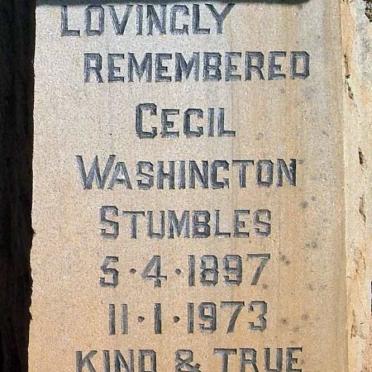 LOVINGLY
REMEMBERED
CECIL
WASHINGTON
STUMBLES
5·4·1897
11·1·1973
KIND & TRUE